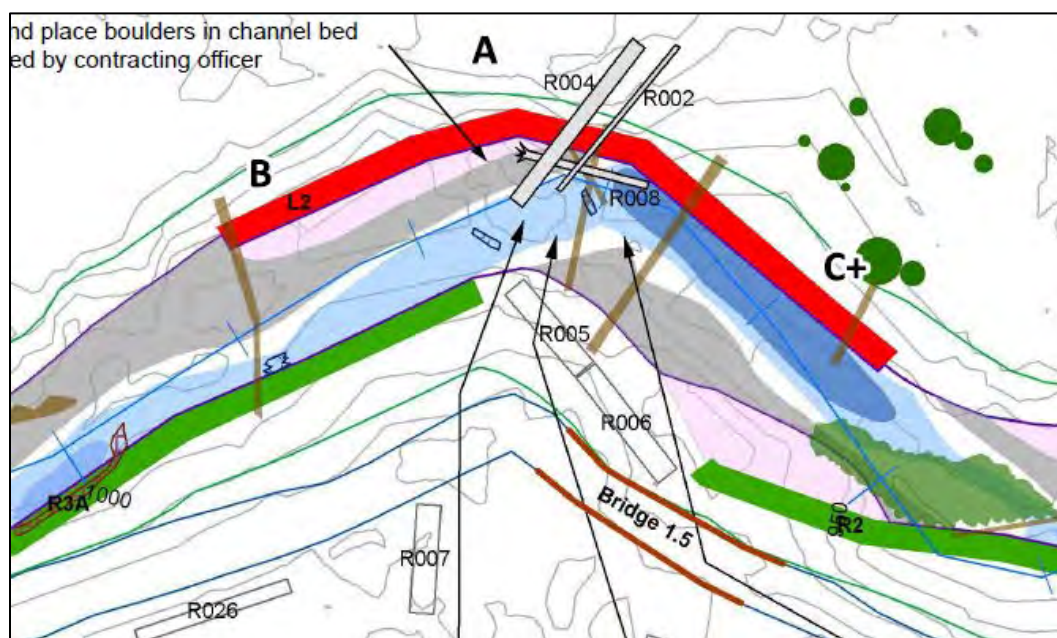 nd place boulders in channel bed
ed by contracting officer
A
R004
R002
B
L2
R008
C+
R005
R006
R3A
1000
Bridge 1.5
R2
R007
R026